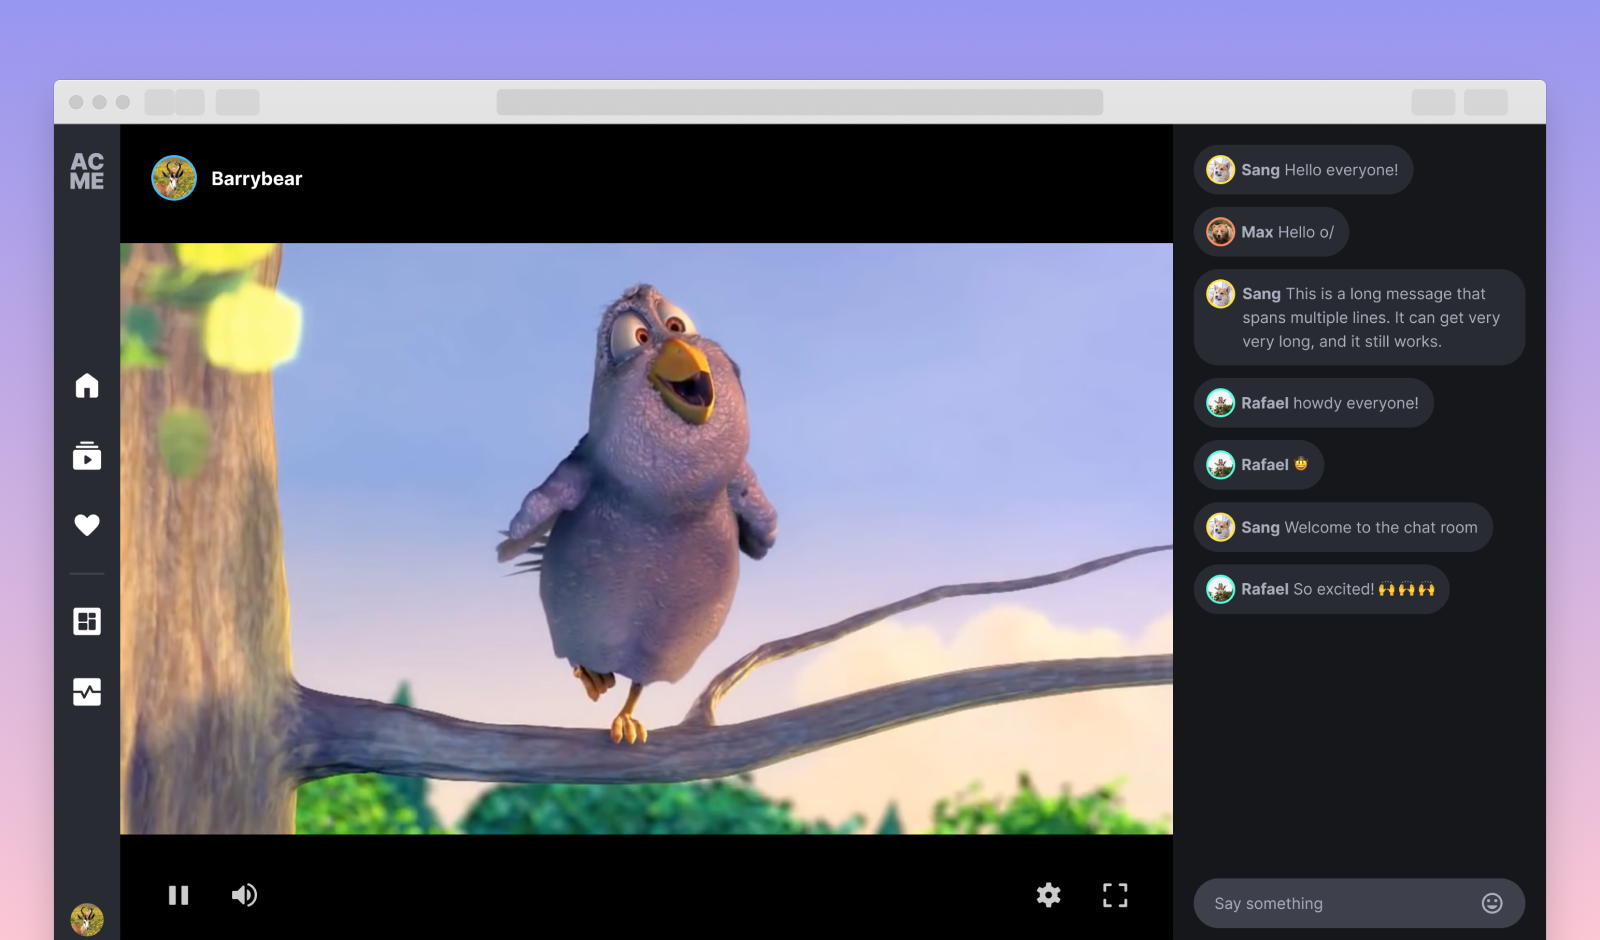 AC
ME
Barrybear
Sang Hello everyone!
Max Hello o/
Sang This is a long message that
spans multiple lines. It can get very
very long, and it still works.
Rafael howdy everyone!
Rafael 🤠
Sang Welcome to the chat room
Rafael So excited! 🙌🙌🙌
Say something